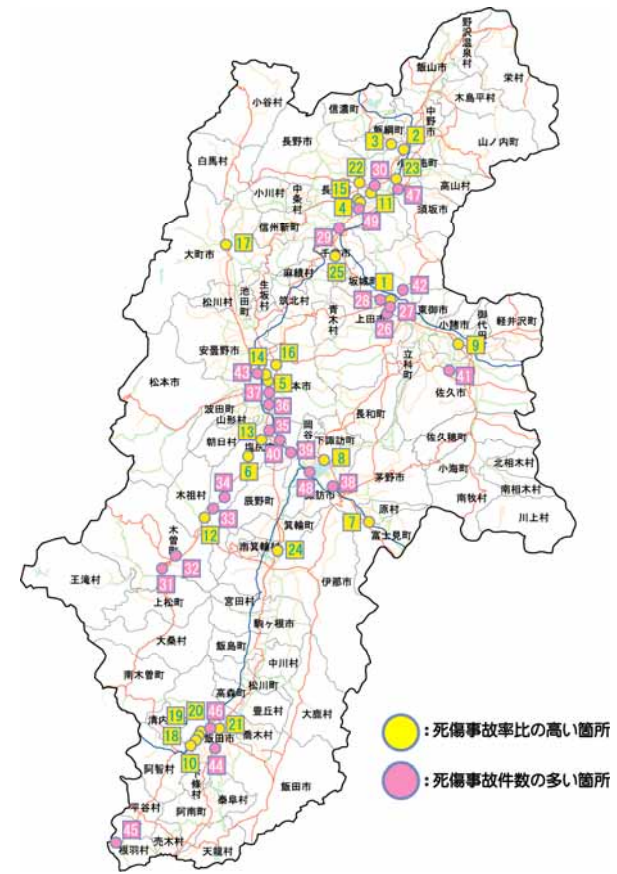 野沢温泉村
飯山市
栄村
小谷村
信濃町
中野市
木島平村
飯綱町
山ノ内町
長野市
3
2
白馬村
22
30
23
高山村
小川村
中条村
15
4
11
47
須坂市
49
信州新町
29
17
大町市
25
麻績村
坂城町
1
42
生坂村
池田町
松川村
筑北村
28
青木村
上田市
27
26
東御市
小諸市
御代田
軽井沢町
9
安曇野市
14
16
43
5
立科町
41
佐久市
松本市
37
波田町
36
山形村
長和町
13
35
岡谷
下諏訪町
佐久穂町
朝日村
40
39
8
小海町
北相木村
6
34
48
38
茅野市
南相木村
南牧村
木祖村
辰野町
原村
川上村
33
箕輪町
7
富士見町
12
木曽町
南箕輪村
24
32
伊那市
王滝村
31
上松町
宮田村
駒ヶ根市
大桑村
飯島町
中川村
南木曽町
松川町
高森町
豊丘村
大鹿村
20
46
19
21
喬木村
18
飯田市
10
44
阿智村
飯田市
泰阜村
平谷村
阿南町
45
売木村
根羽村
天龍村
：死傷事故率比の高い箇所
：死傷事故件数の多い箇所